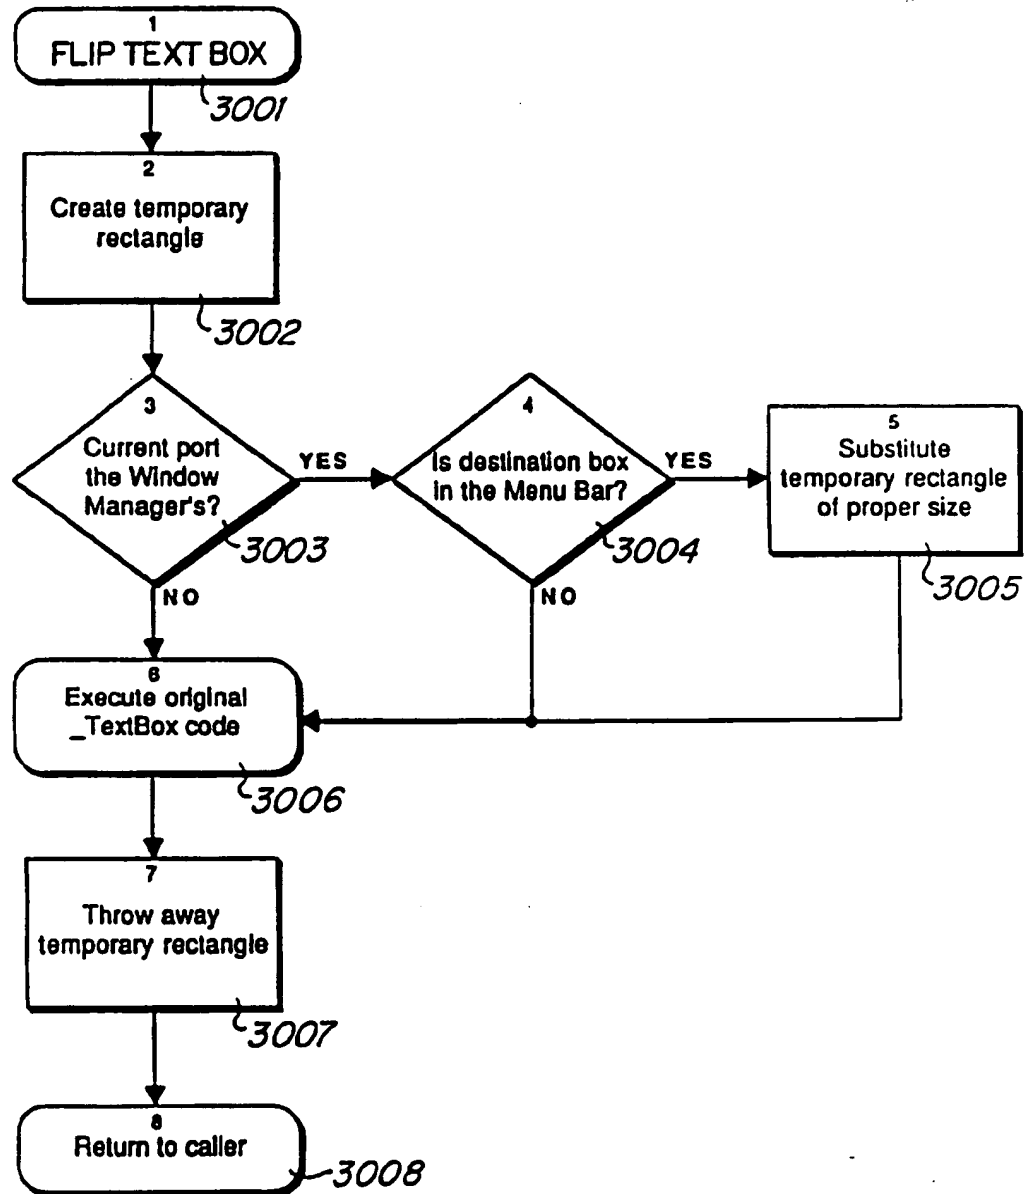 1
FLIP TEXT BOX
3001
2
Create temporary
rectangle
3002
3
Current port
the Window
Manager's?
YES
3003
NO
4
Is destination box
in the Menu Bar?
YES
3004
NO
5
Substitute
temporary rectangle
of proper size
3005
6
Execute original
_TextBox code
3006
7
Throw away
temporary rectangle
3007
8
Return to caller
3008